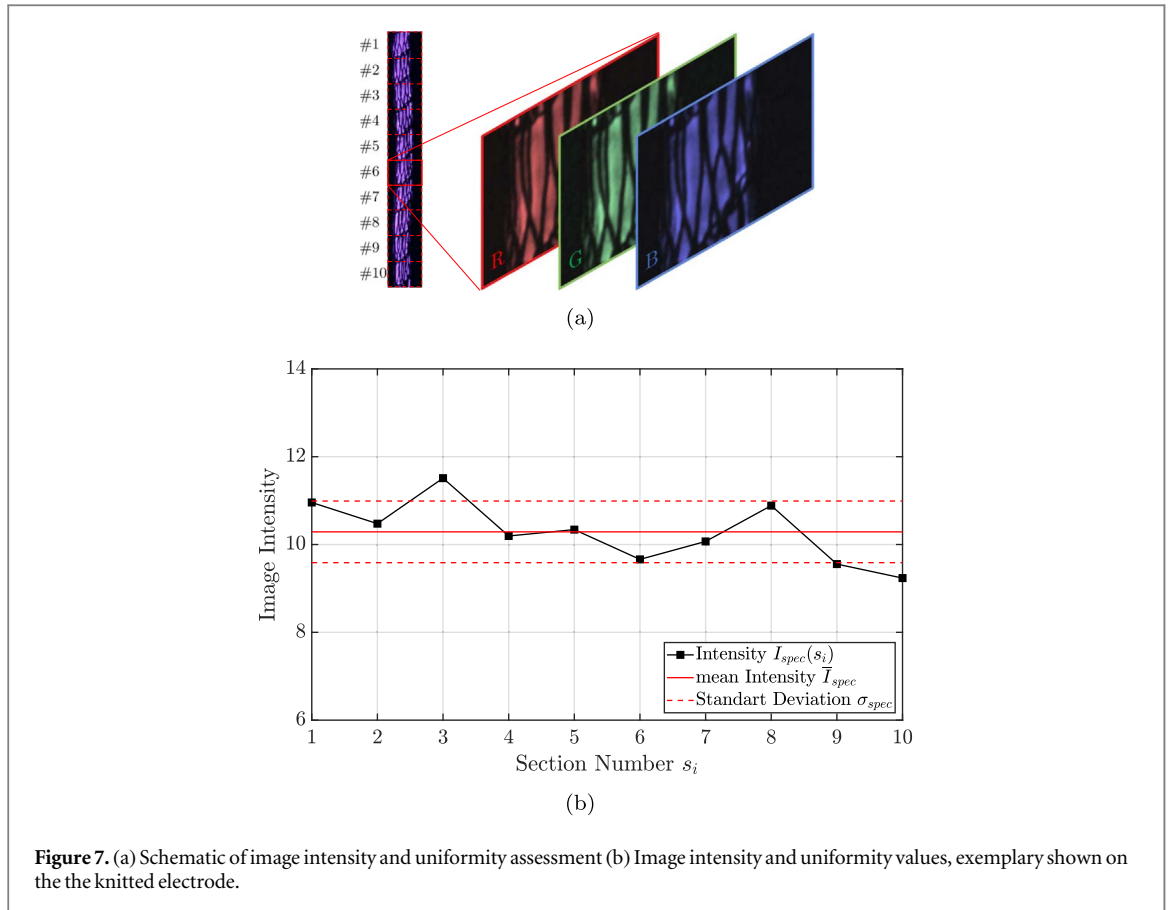 #1
#2
#3
#4
#5
#6
#7
#8
#9
#10
R
G
B
(a)
14
12
10
8
6
Image Intensity
Intensity I_spec(s_i)
mean Intensity I̅_spec
Standart Deviation σ_spec
1 2 3 4 5 6 7 8 9 10
Section Number s_i
(b)
Figure 7. (a) Schematic of image intensity and uniformity assessment (b) Image intensity and uniformity values, exemplary shown on
the the knitted electrode.